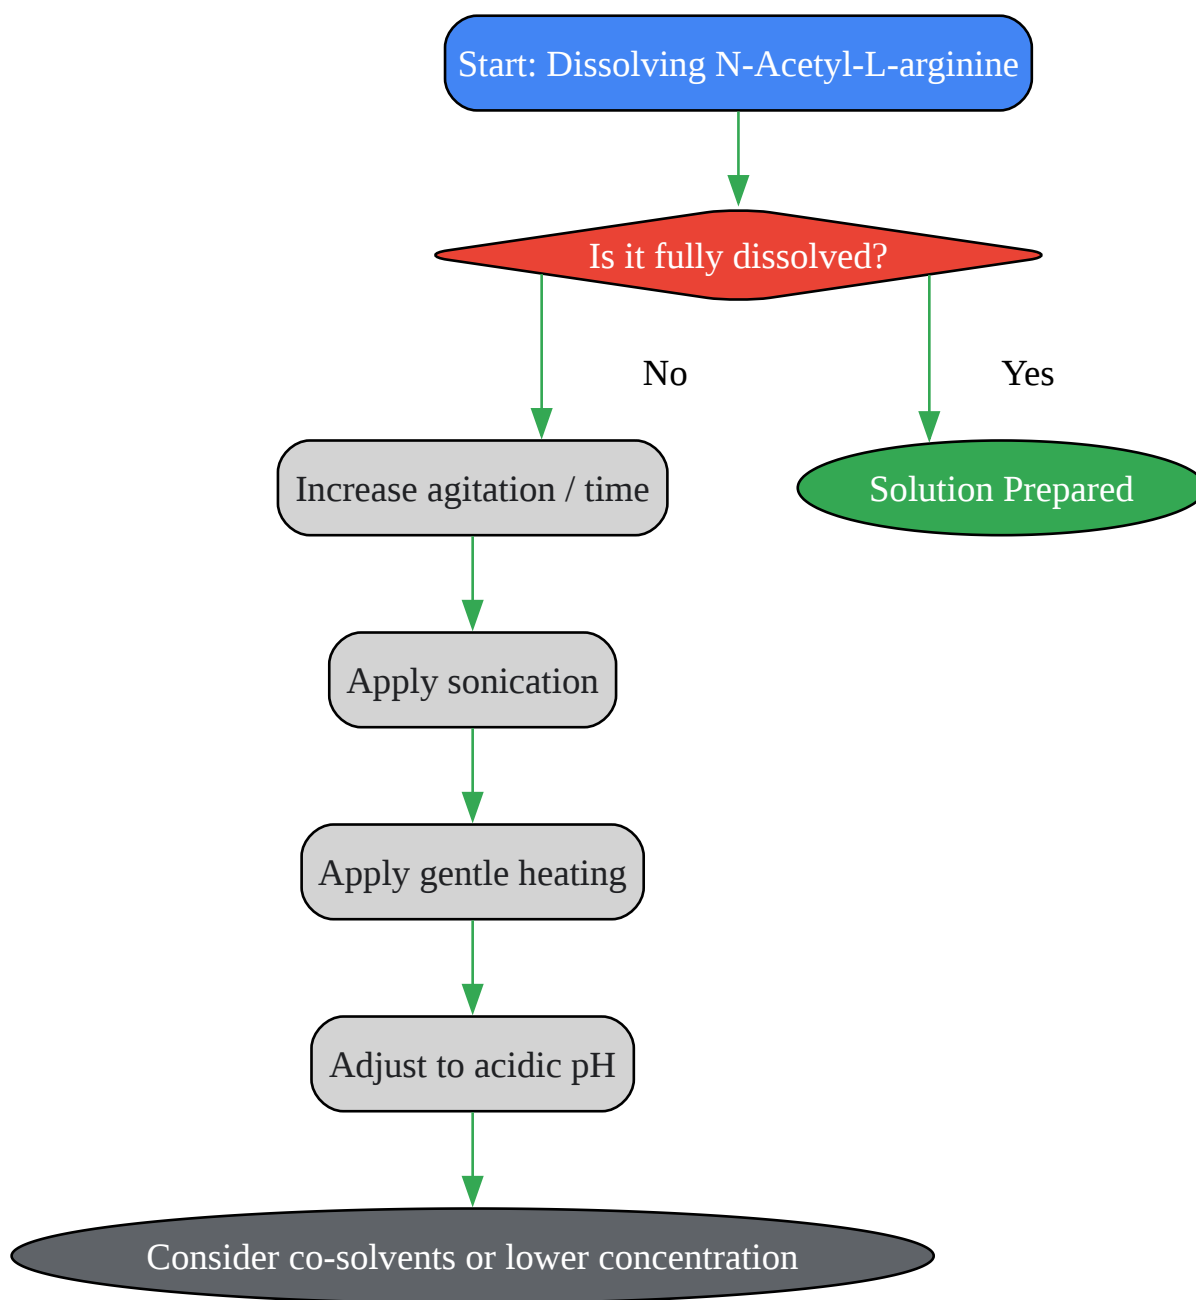 Start: Dissolving N-Acetyl-L-arginine
Is it fully dissolved?
No
Yes
Increase agitation / time
Solution Prepared
Apply sonication
Apply gentle heating
Adjust to acidic pH
Consider co-solvents or lower concentration